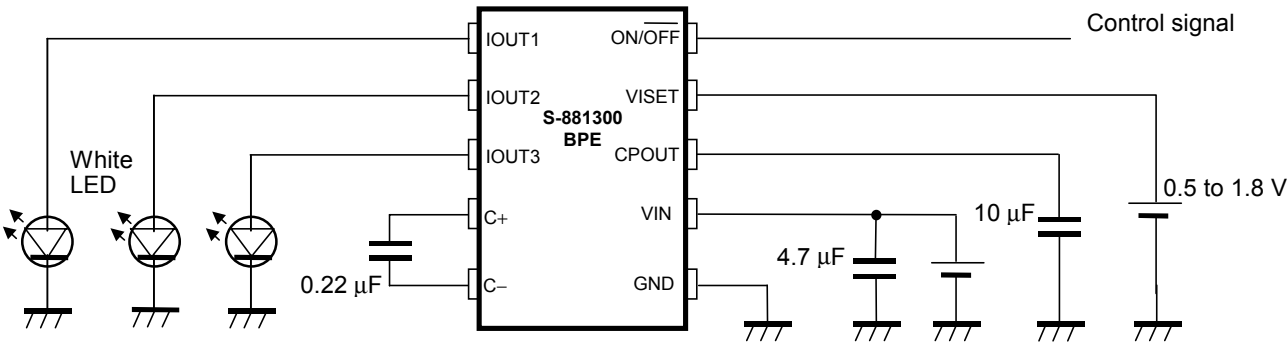 Control signal
IOUT1
ON/OFF
IOUT2
VISET
S-881300
BPE
IOUT3
CPOUT
White
LED
0.5 to 1.8 V
C+
VIN
10 μF
4.7 μF
0.22 μF
C−
GND